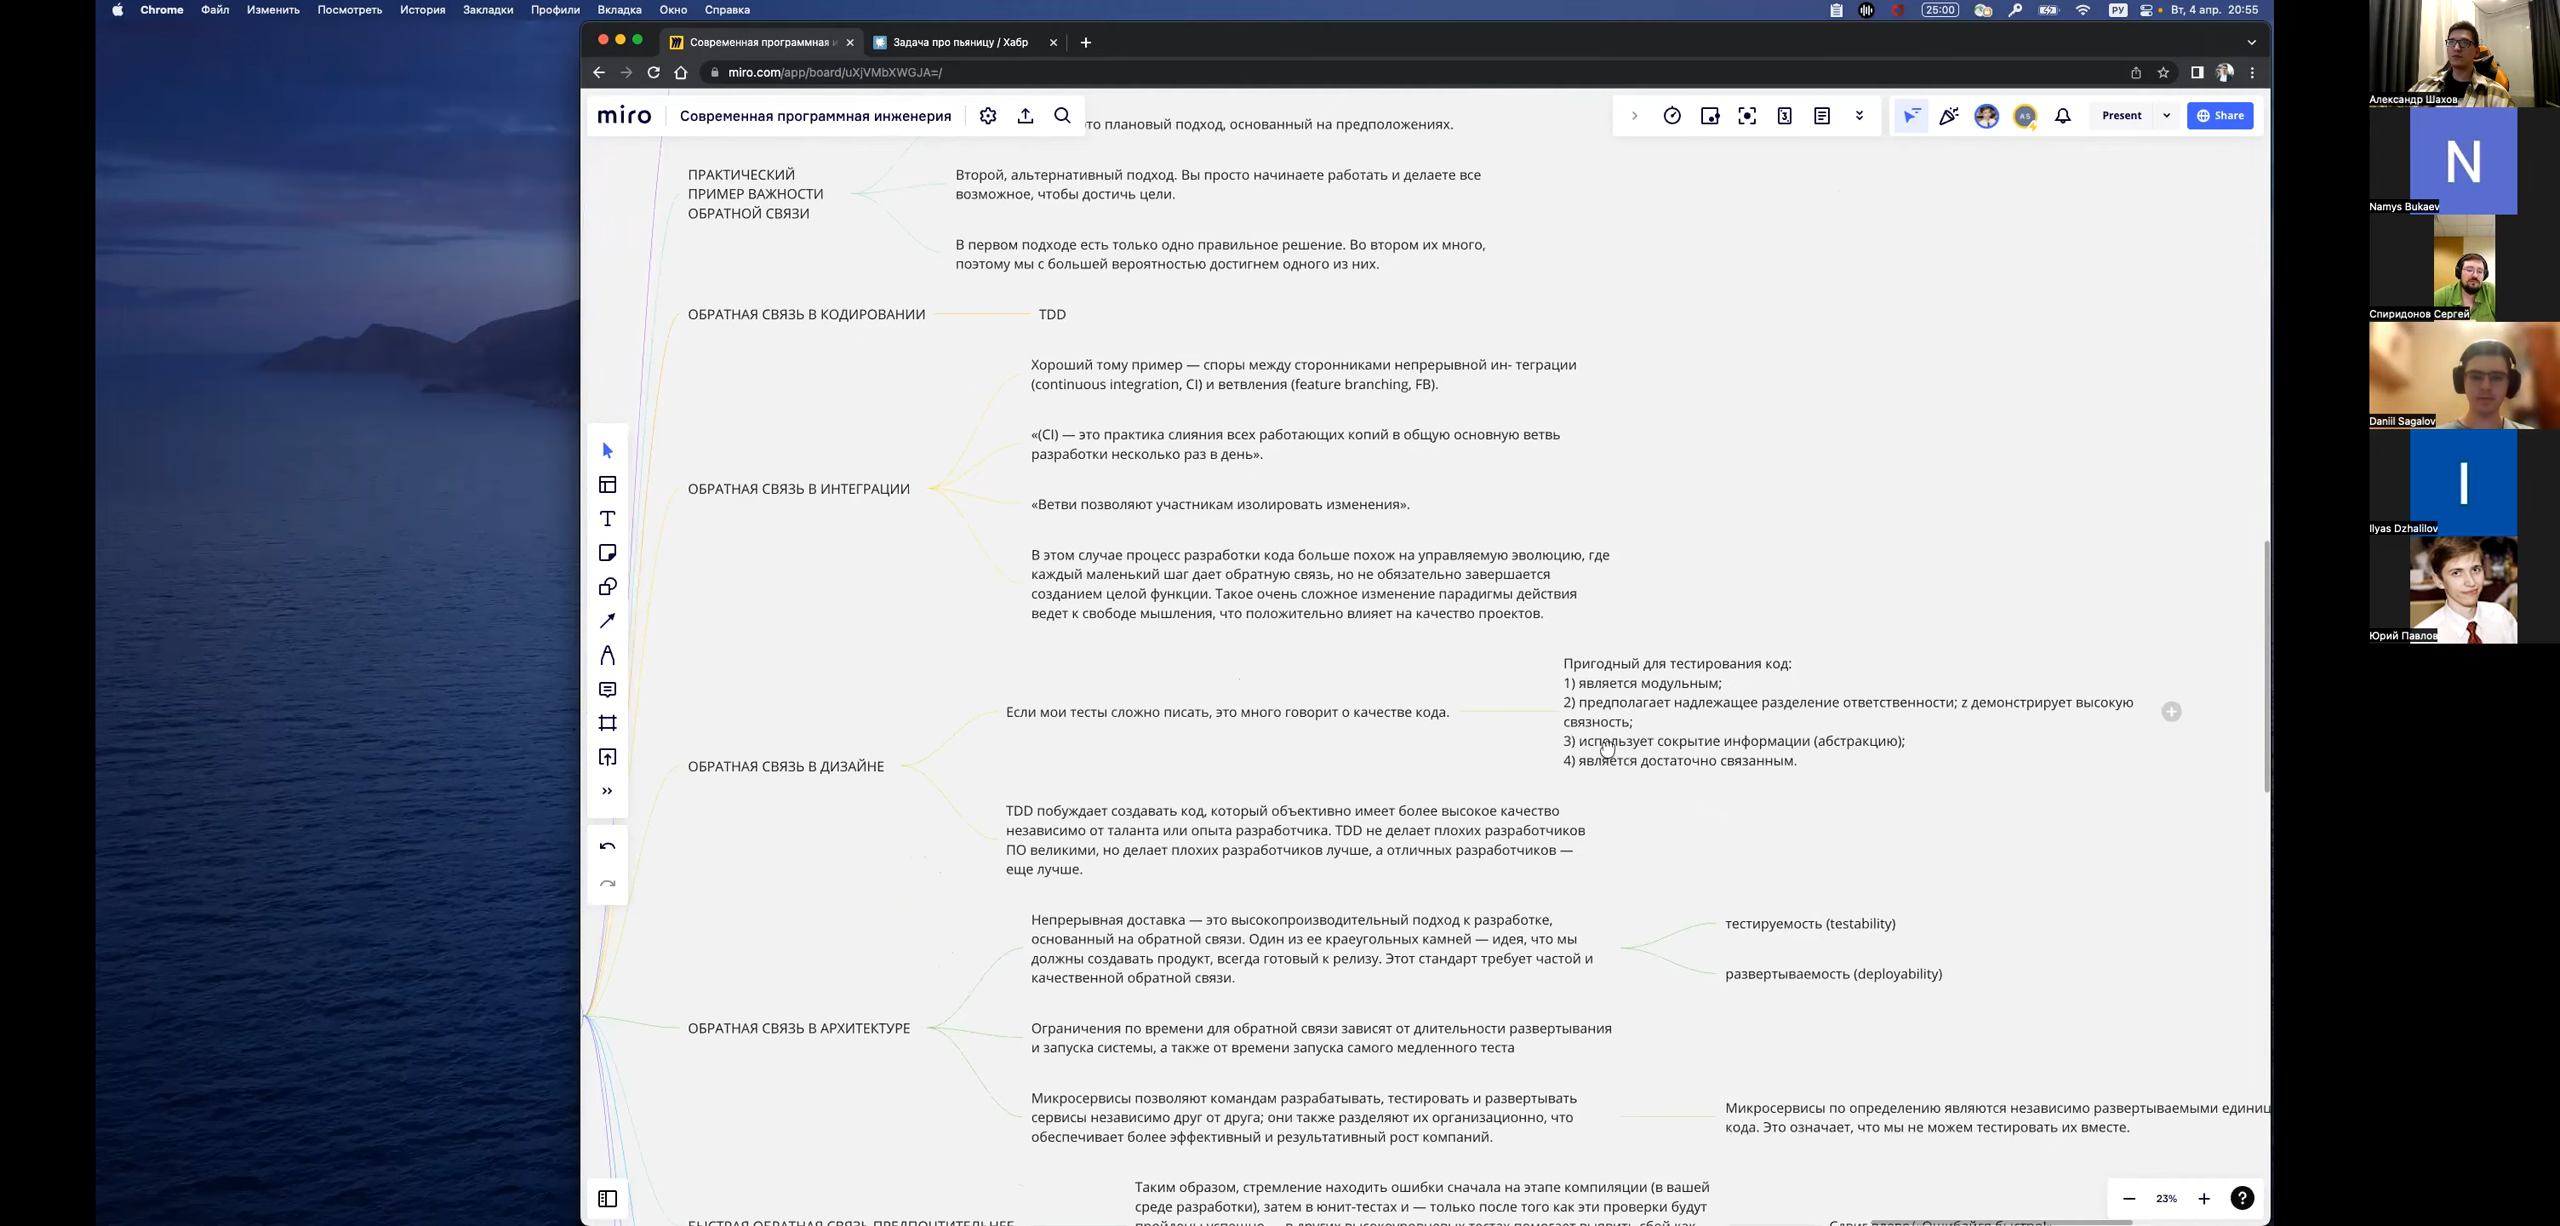 Chrome Файл Изменить Посмотреть История Закладки Профили Вкладка Окно Справка
25:00 РУ Вт, 4 апр. 20:55
Современная программная и
Задача про пьяницу / Хабр
miro.com/app/board/uXjVMbXWGJA=/
miro Современная программная инженерия
Present Share
то плановый подход, основанный на предположениях.
ПРАКТИЧЕСКИЙ
ПРИМЕР ВАЖНОСТИ
ОБРАТНОЙ СВЯЗИ
Второй, альтернативный подход. Вы просто начинаете работать и делаете все
возможное, чтобы достичь цели.
В первом подходе есть только одно правильное решение. Во втором их много,
поэтому мы с большей вероятностью достигнем одного из них.
ОБРАТНАЯ СВЯЗЬ В КОДИРОВАНИИ
TDD
Хороший тому пример — споры между сторонниками непрерывной ин- теграции
(continuous integration, CI) и ветвления (feature branching, FB).
«(CI) — это практика слияния всех работающих копий в общую основную ветвь
разработки несколько раз в день».
ОБРАТНАЯ СВЯЗЬ В ИНТЕГРАЦИИ
«Ветви позволяют участникам изолировать изменения».
В этом случае процесс разработки кода больше похож на управляемую эволюцию, где
каждый маленький шаг дает обратную связь, но не обязательно завершается
созданием целой функции. Такое очень сложное изменение парадигмы действия
ведет к свободе мышления, что положительно влияет на качество проектов.
Если мои тесты сложно писать, это много говорит о качестве кода.
Пригодный для тестирования код:
1) является модульным;
2) предполагает надлежащее разделение ответственности; z демонстрирует высокую
связность;
3) использует сокрытие информации (абстракцию);
4) является достаточно связанным.
ОБРАТНАЯ СВЯЗЬ В ДИЗАЙНЕ
TDD побуждает создавать код, который объективно имеет более высокое качество
независимо от таланта или опыта разработчика. TDD не делает плохих разработчиков
ПО великими, но делает плохих разработчиков лучше, а отличных разработчиков —
еще лучше.
Непрерывная доставка — это высокопроизводительный подход к разработке,
основанный на обратной связи. Один из ее краеугольных камней — идея, что мы
должны создавать продукт, всегда готовый к релизу. Этот стандарт требует частой и
качественной обратной связи.
тестируемость (testability)
развертываемость (deployability)
ОБРАТНАЯ СВЯЗЬ В АРХИТЕКТУРЕ
Ограничения по времени для обратной связи зависят от длительности развертывания
и запуска системы, а также от времени запуска самого медленного теста
Микросервисы позволяют командам разрабатывать, тестировать и развертывать
сервисы независимо друг от друга; они также разделяют их организационно, что
обеспечивает более эффективный и результативный рост компаний.
Микросервисы по определению являются независимо развертываемыми единиц
кода. Это означает, что мы не можем тестировать их вместе.
Таким образом, стремление находить ошибки сначала на этапе компиляции (в вашей
среде разработки), затем в юнит-тестах и — только после того как эти проверки будут
БЫСТРАЯ ОБРАТНАЯ СВЯЗЬ ПРЕДПОЧТИТЕЛЬНЕЕ
23%
Александр Шахов
N
Namys Bukaev
Спиридонов Сергей
Daniil Sagalov
I
Ilyas Dzhalilov
Юрий Павлов